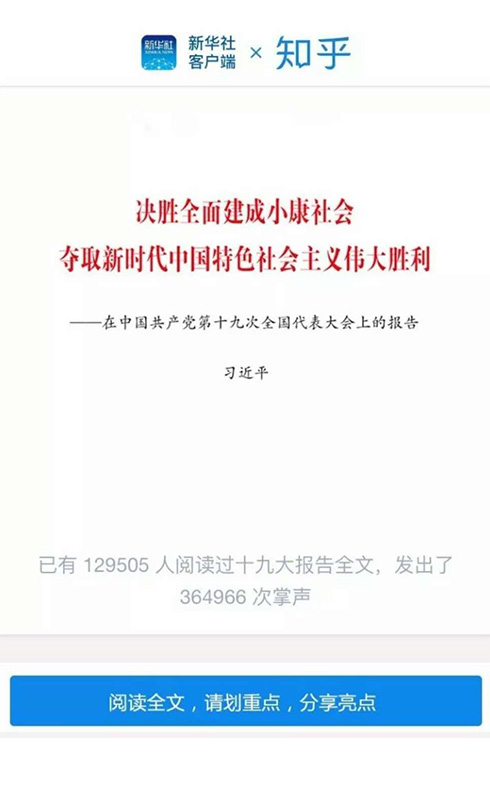 新华社
XINHUA NEWS
新华社
客户端
×
知乎
决胜全面建成小康社会
夺取新时代中国特色社会主义伟大胜利
——在中国共产党第十九次全国代表大会上的报告
习近平
已有 129505 人阅读过十九大报告全文，发出了
364966 次掌声
阅读全文，请划重点，分享亮点